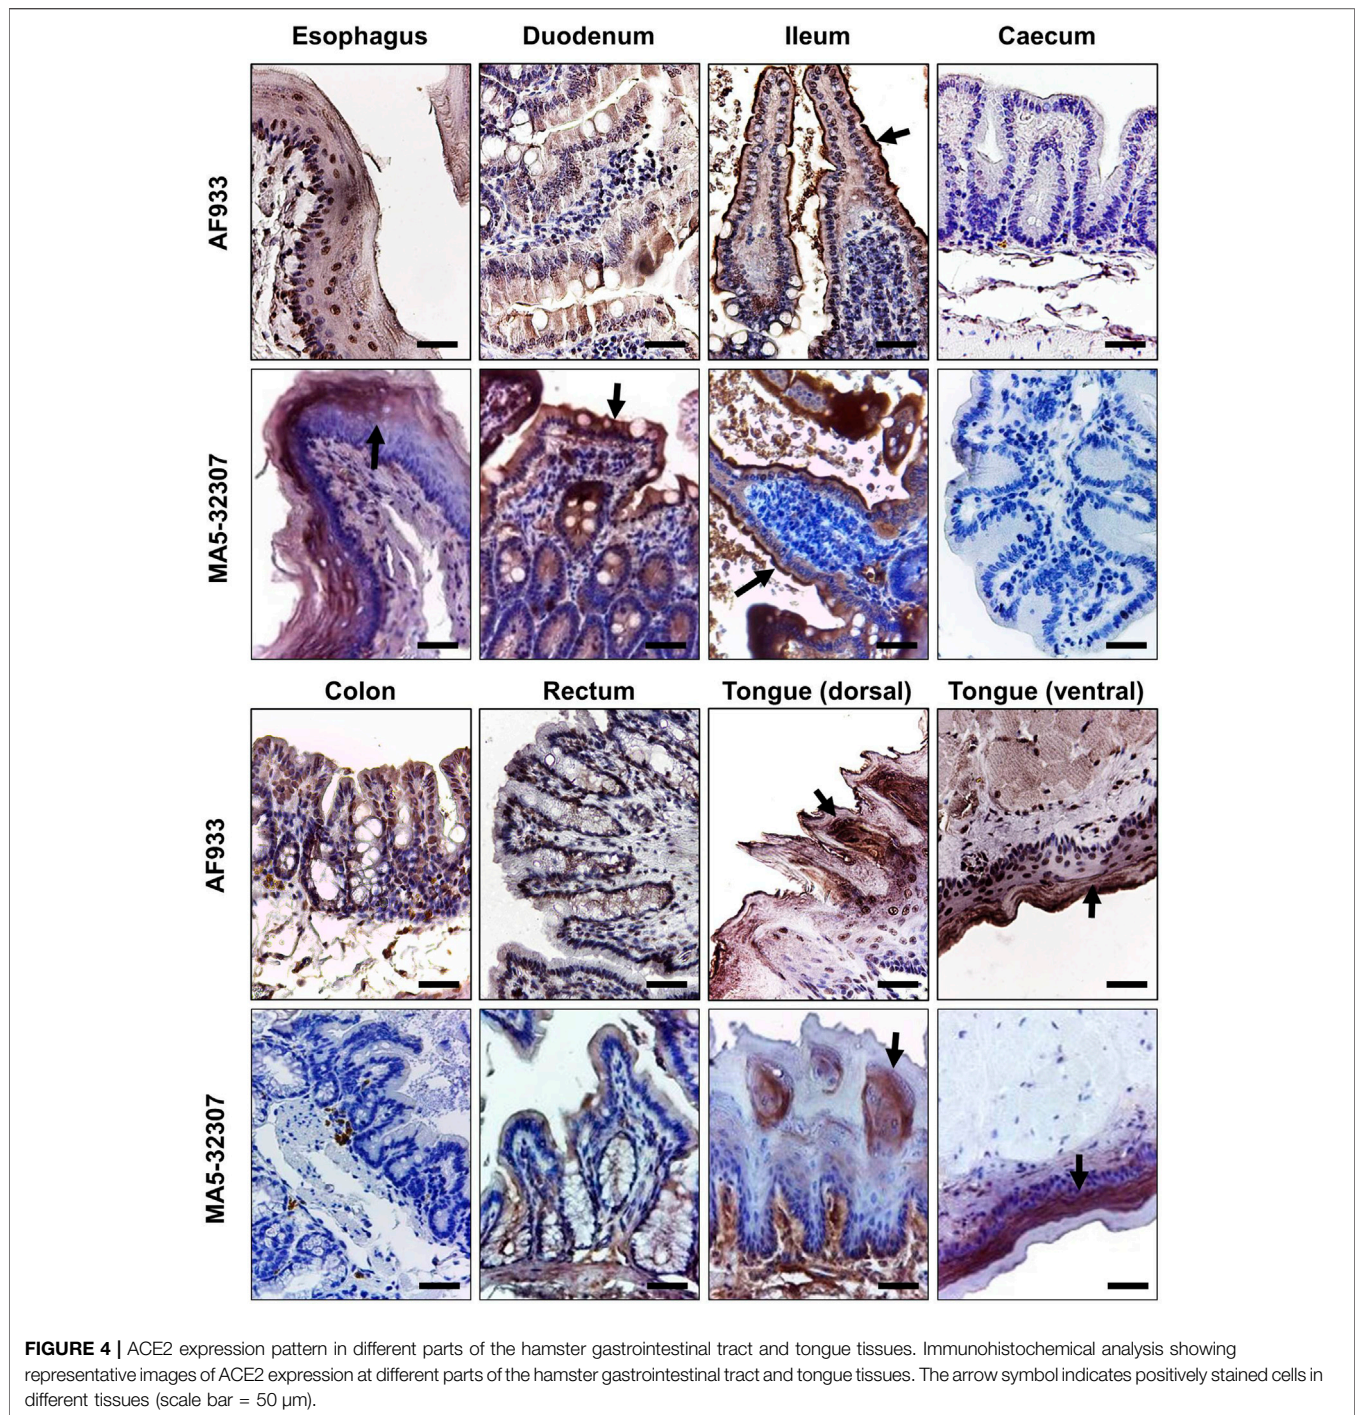 Esophagus Duodenum Ileum Caecum
AF933
MA5-32307
Colon Rectum Tongue (dorsal) Tongue (ventral)
AF933
MA5-32307
FIGURE 4 | ACE2 expression pattern in different parts of the hamster gastrointestinal tract and tongue tissues. Immunohistochemical analysis showing
representative images of ACE2 expression at different parts of the hamster gastrointestinal tract and tongue tissues. The arrow symbol indicates positively stained cells in
different tissues (scale bar = 50 µm).